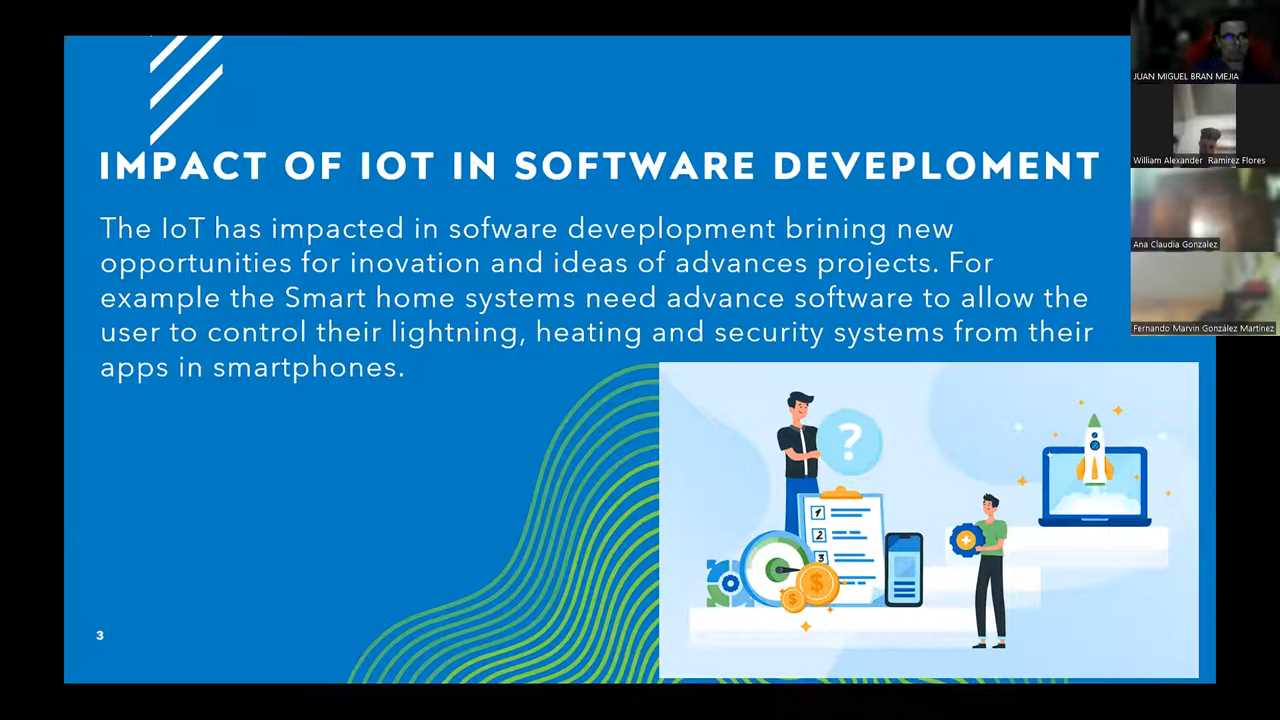 IMPACT OF IOT IN SOFTWARE DEVEPLOMENT
The IoT has impacted in sofware deveplopment brining new
opportunities for inovation and ideas of advances projects. For
example the Smart home systems need advance software to allow the
user to control their lightning, heating and security systems from their
apps in smartphones.
?
1
2
3
$
$
3
JUAN MIGUEL BRAN MEJIA
William Alexander Ramirez Flores
Ana Claudia Gonzalez
Fernando Marvin González Martinez